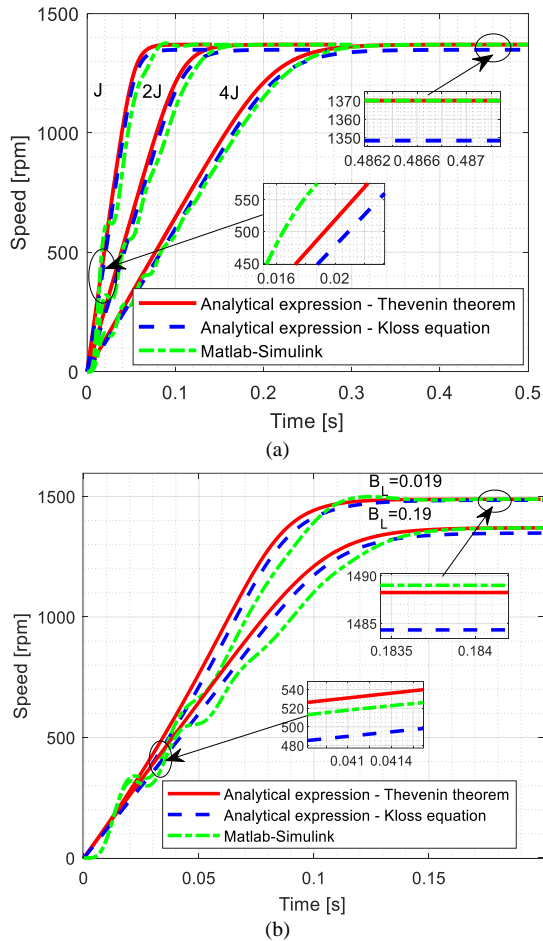 1500
1000
500
0
Speed [rpm]
J
2J
4J
1370
1360
1350
0.4862 0.4866 0.487
550
500
450
0.016 0.02
Analytical expression - Thevenin theorem
Analytical expression - Kloss equation
Matlab-Simulink
0 0.1 0.2 0.3 0.4 0.5
Time [s]
(a)
1500
1000
500
0
Speed [rpm]
B_L=0.019
B_L=0.19
1490
1485
0.1835 0.184
540
520
500
480
0.041 0.0414
Analytical expression - Thevenin theorem
Analytical expression - Kloss equation
Matlab-Simulink
0 0.05 0.1 0.15
Time [s]
(b)